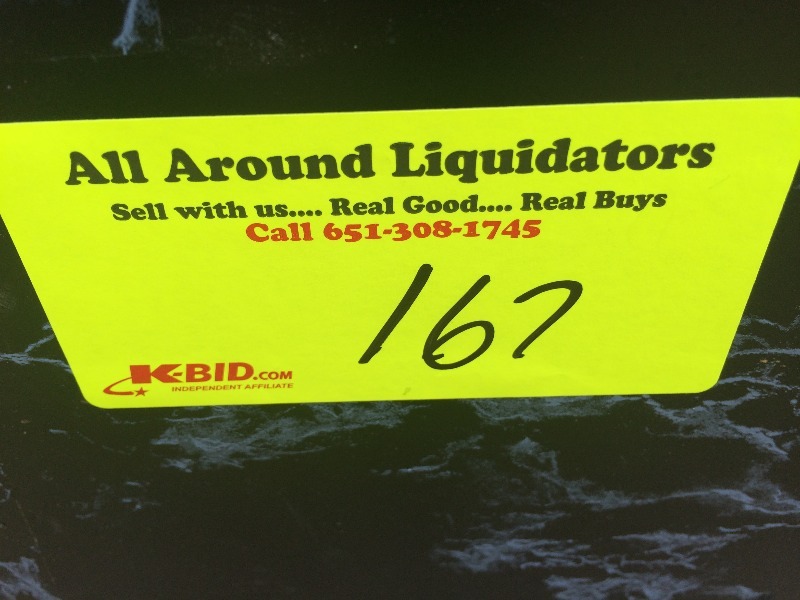 All Around Liquidators
Sell with us.... Real Good.... Real Buys
Call 651-308-1745
167
K-BID.COM
INDEPENDENT AFFILIATE